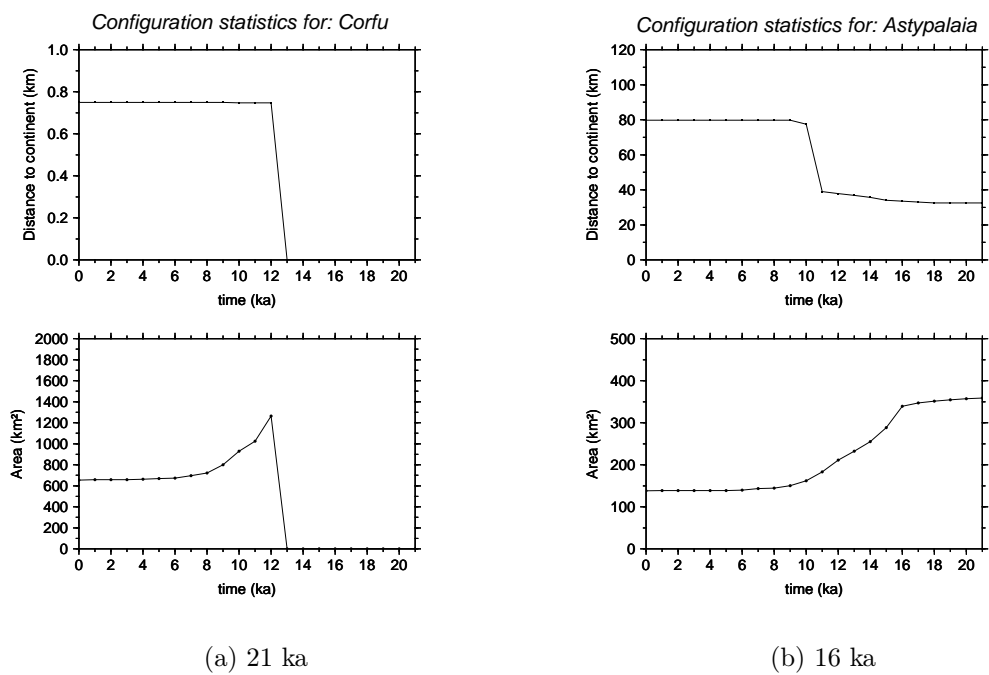 Configuration statistics for: Corfu
1.0
0.8
0.6
0.4
0.2
0.0
Distance to continent (km)
0 2 4 6 8 10 12 14 16 18 20
time (ka)
2000
1800
1600
1400
1200
1000
800
600
400
200
0
Area (km²)
0 2 4 6 8 10 12 14 16 18 20
time (ka)
(a) 21 ka
Configuration statistics for: Astypalaia
120
100
80
60
40
20
0
Distance to continent (km)
0 2 4 6 8 10 12 14 16 18 20
time (ka)
500
400
300
200
100
0
Area (km²)
0 2 4 6 8 10 12 14 16 18 20
time (ka)
(b) 16 ka